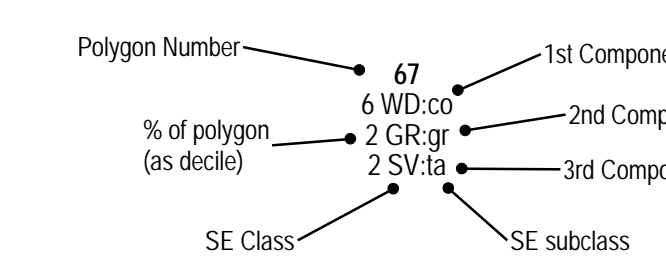 Polygon Number
67
1st Compone
6 WD:co
2nd Comp
% of polygon
(as decile)
2 GR:gr
2 SV:ta
3rd Compo
SE Class
SE subclass